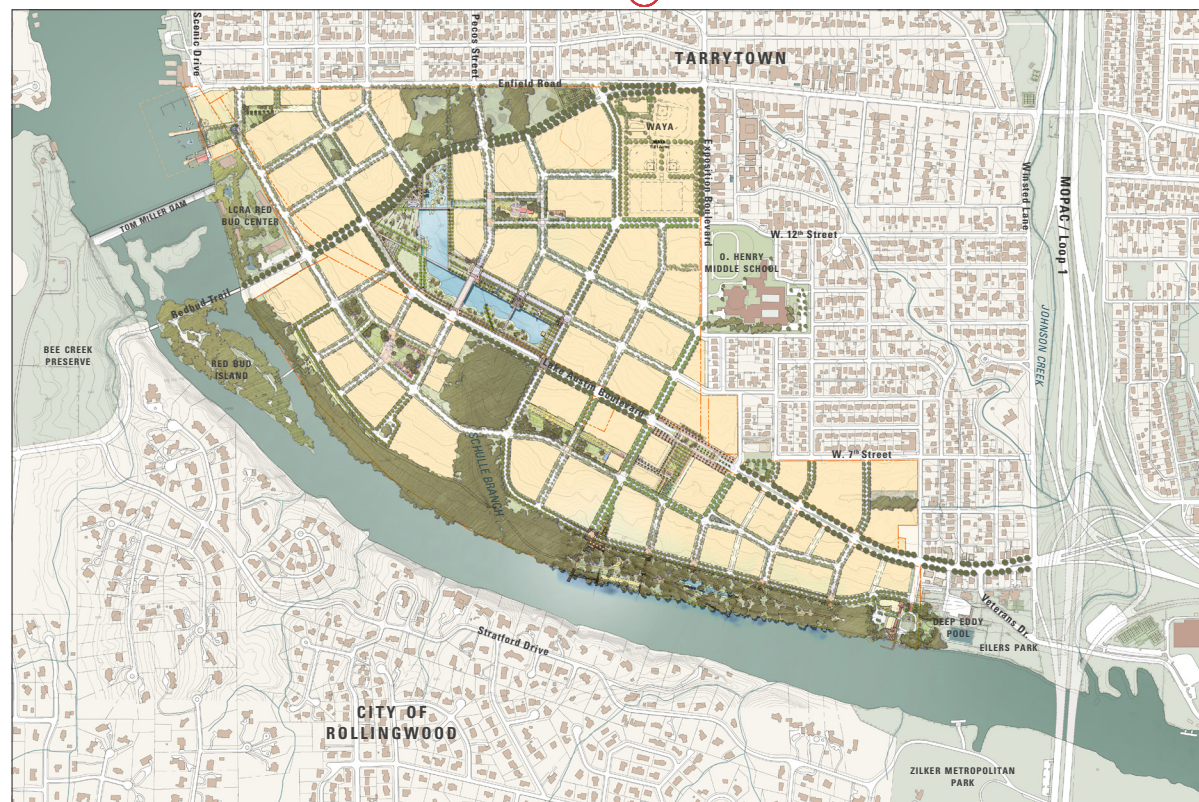 Scenic Drive
Pecos Street
TARRYTOWN
Enfield Road
WAYA
Exposition Boulevard
Winsted Lane
MOPAC / Loop 1
TOM MILLER DAM
LCRA RED
BUD CENTER
W. 12th Street
O. HENRY
MIDDLE SCHOOL
Redbud Trail
JOHNSON CREEK
BEE CREEK
PRESERVE
RED BUD
ISLAND
Lake Austin Boulevard
SCHULLE BRANCH
W. 7th Street
Veterans Dr.
DEEP EDDY
POOL
EILERS PARK
Stratford Drive
CITY OF
ROLLINGWOOD
ZILKER METROPOLITAN
PARK